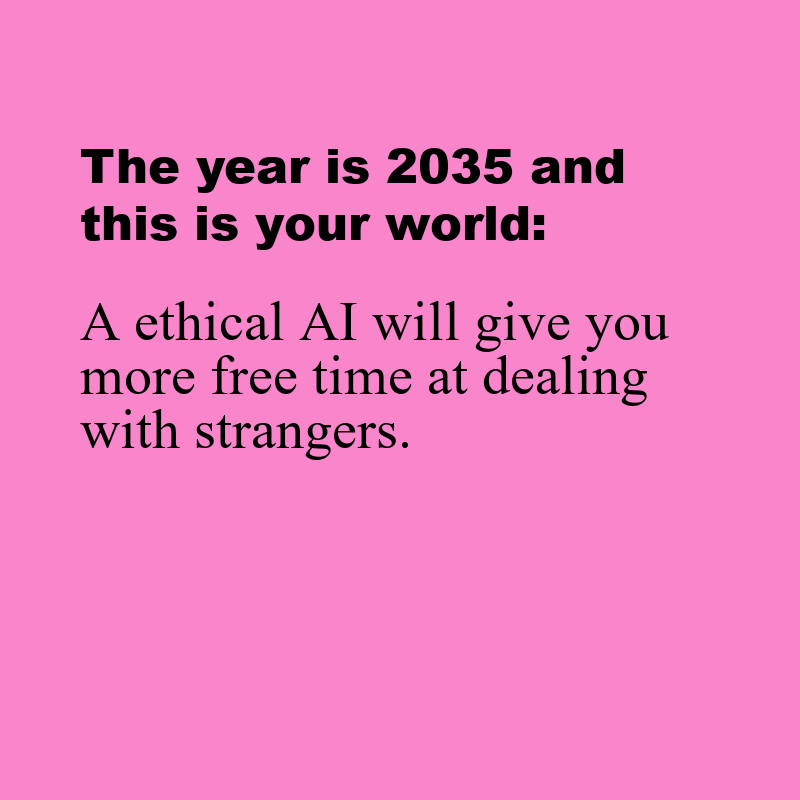 The year is 2035 and
this is your world:
A ethical AI will give you
more free time at dealing
with strangers.